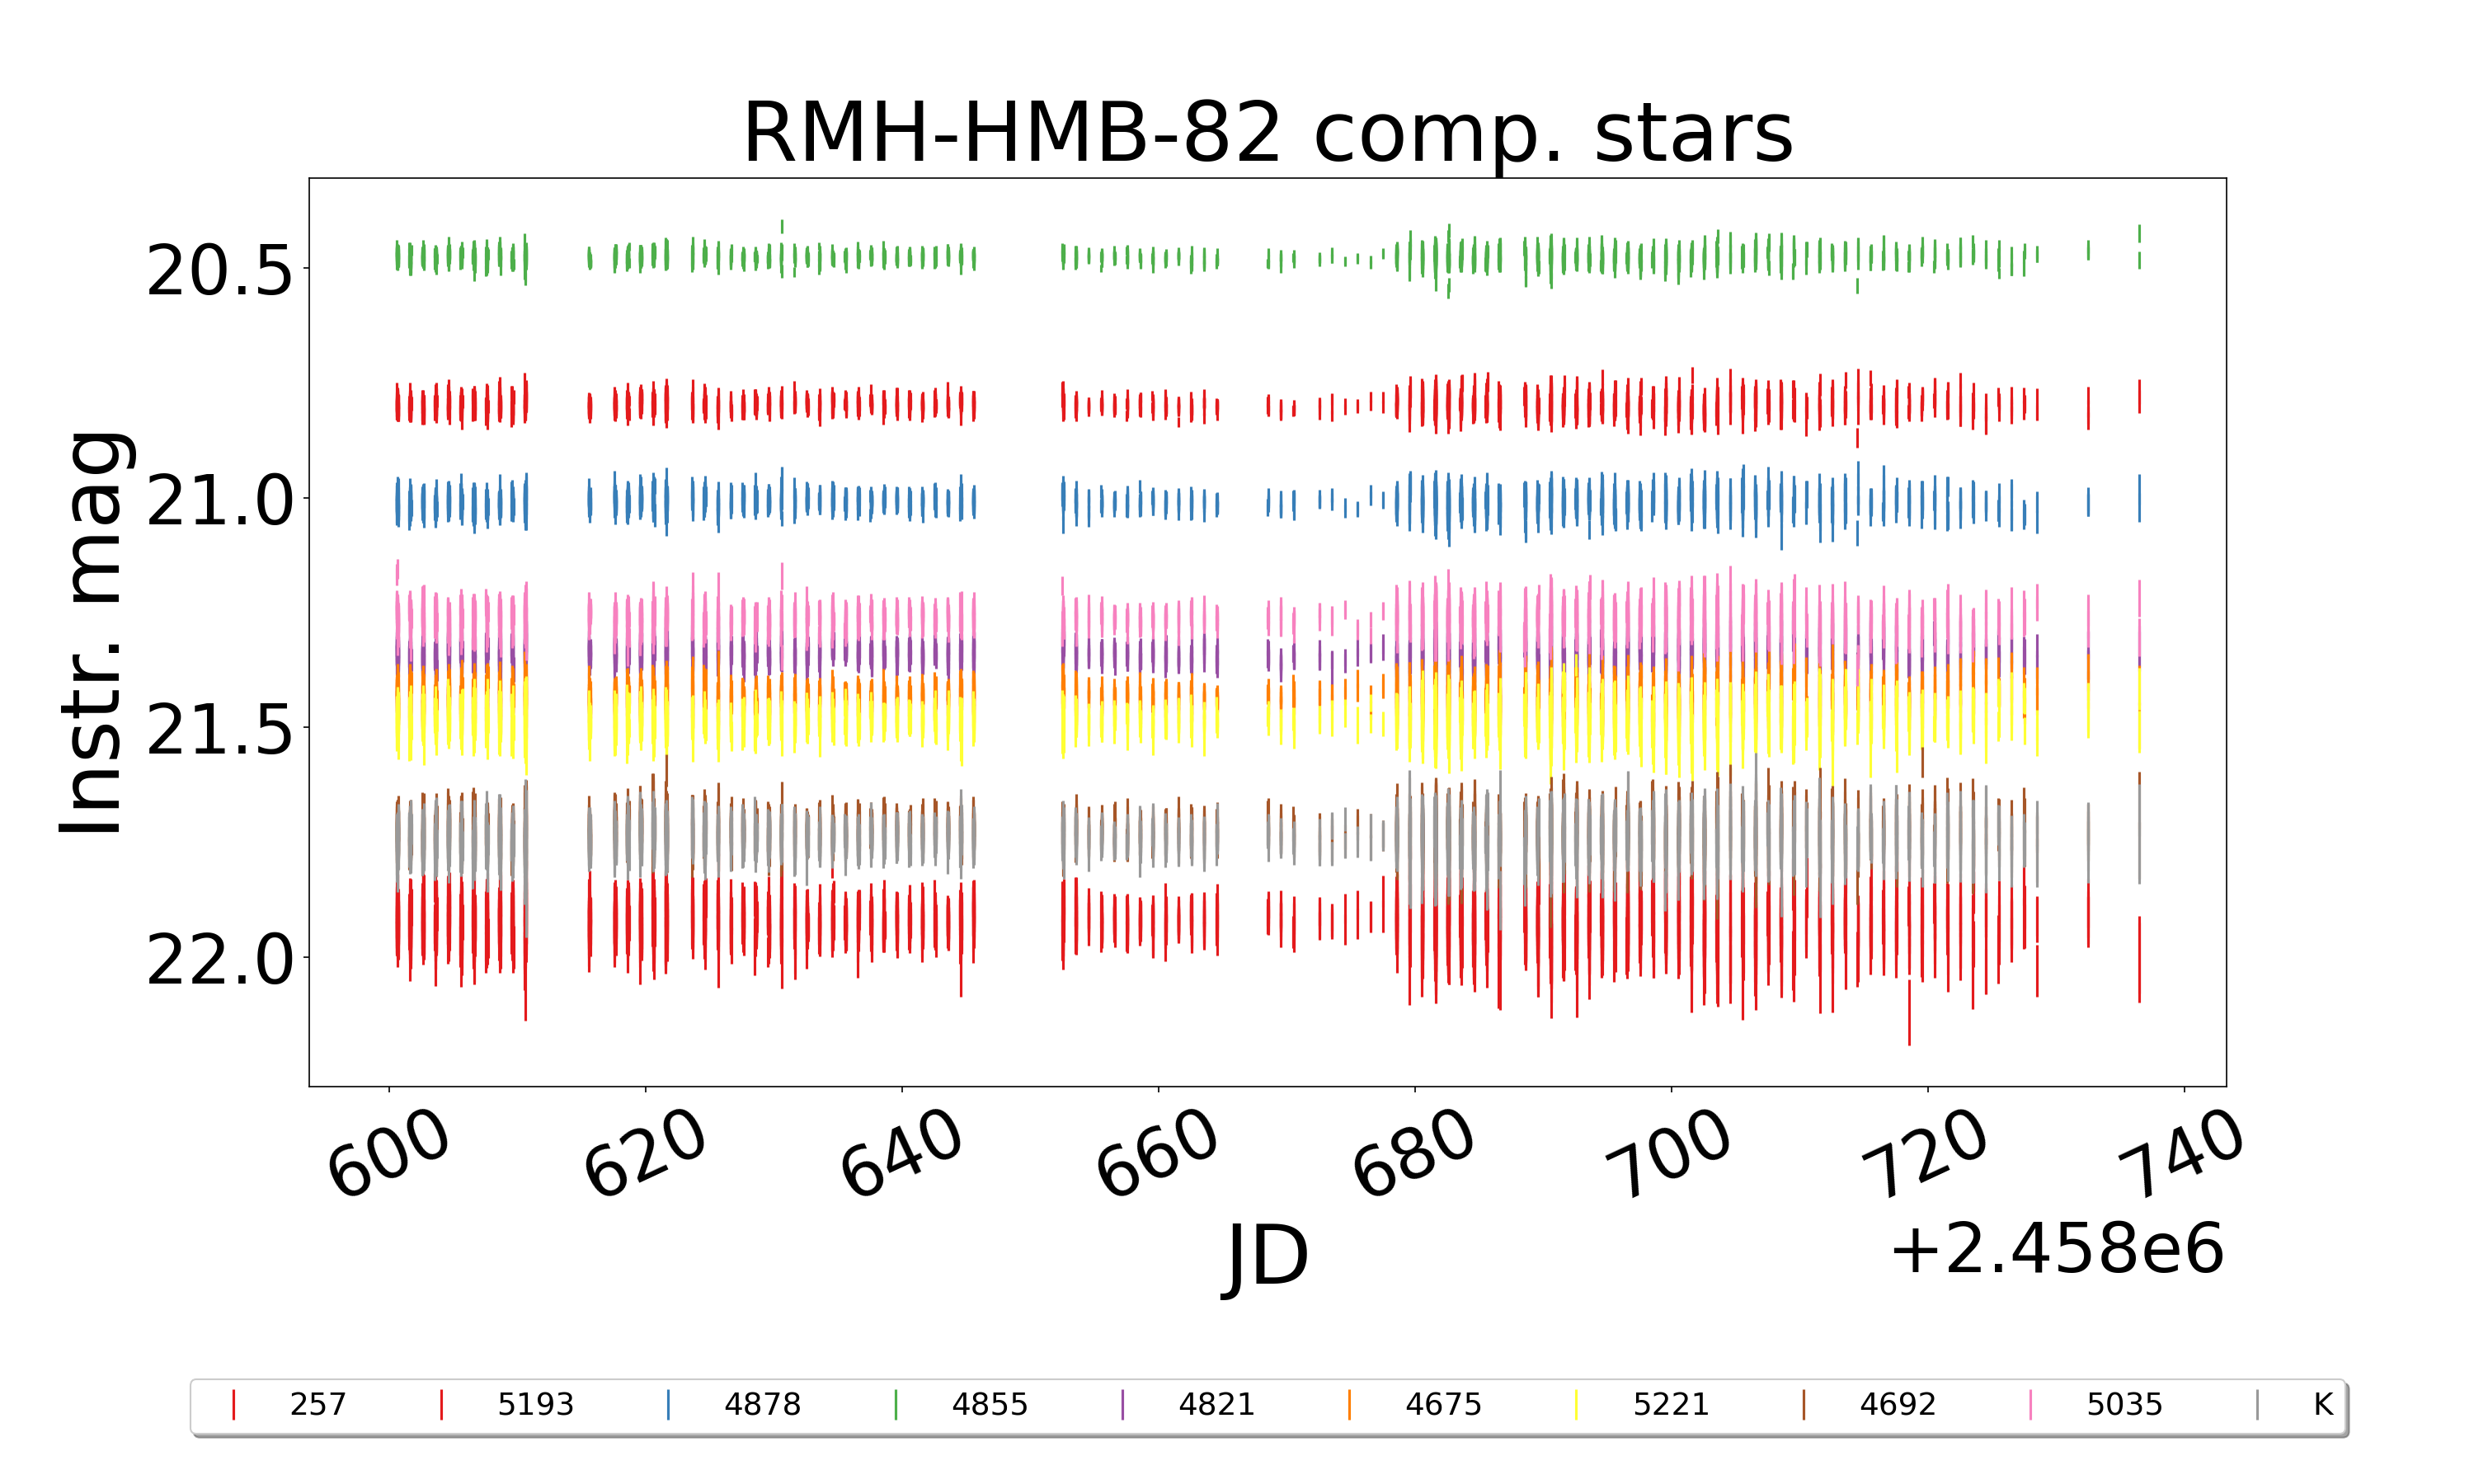 RMH-HMB-82 comp. stars
Instr. mag
20.5
21.0
21.5
22.0
600 620 640 660 680 700 720 740
JD
+2.458e6
257 5193 4878 4855 4821 4675 5221 4692 5035 K